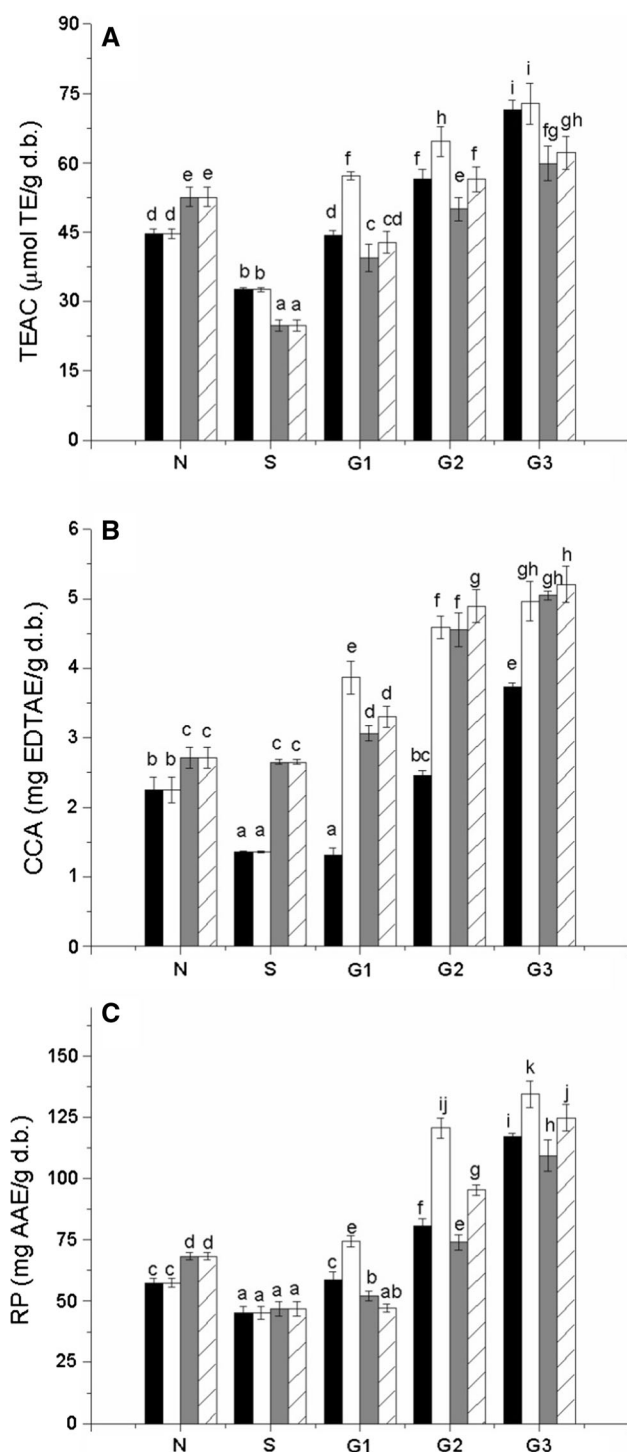 A
TEAC (μmol TE/g d.b.)
90
75
60
45
30
15
0
d d e e
b b a a
d f c cd
f h e f
i i fg gh
N S G1 G2 G3
B
CCA (mg EDTAE/g d.b.)
6
5
4
3
2
1
0
b b c c
a a c c
a e d d
bc f f g
e gh gh h
N S G1 G2 G3
C
RP (mg AAE/g d.b.)
150
125
100
75
50
25
0
c c d d
a a a a
c e b ab
f ij e g
i k h j
N S G1 G2 G3